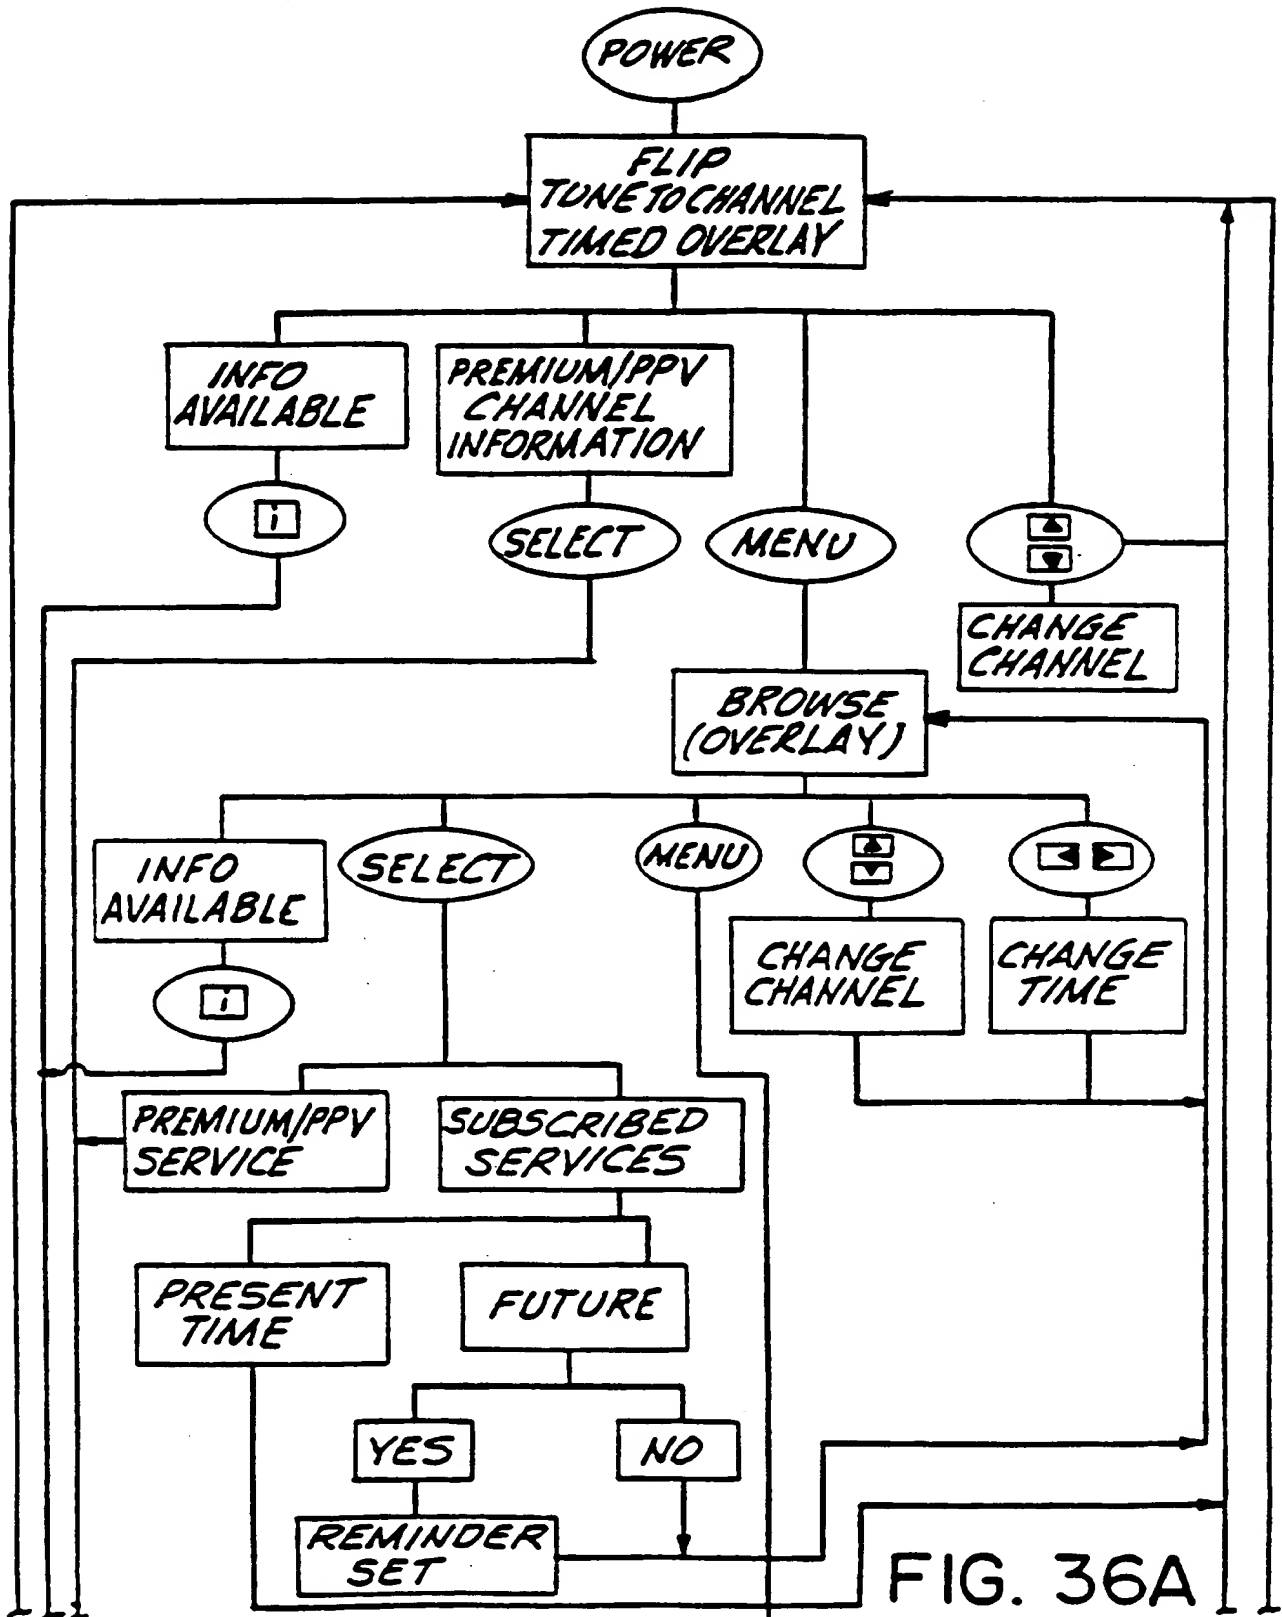 POWER
FLIP
TUNE TO CHANNEL
TIMED OVERLAY
INFO
AVAILABLE
PREMIUM/PPV
CHANNEL
INFORMATION
i
SELECT
MENU
CHANGE
CHANNEL
BROWSE
(OVERLAY)
INFO
AVAILABLE
SELECT
MENU
i
CHANGE
CHANNEL
CHANGE
TIME
PREMIUM/PPV
SERVICE
SUBSCRIBED
SERVICES
PRESENT
TIME
FUTURE
YES
NO
REMINDER
SET
FIG. 36A